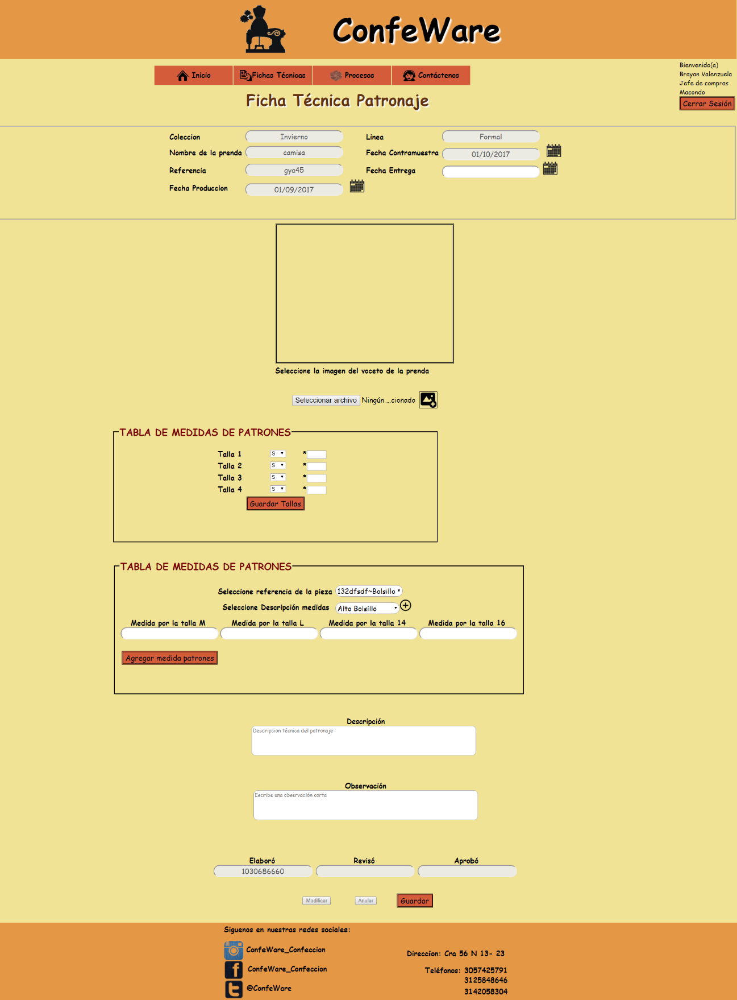 ConfeWare
Inicio Fichas Técnicas Procesos Contáctenos
Bienvenido(a)
Brayan Valenzuela
Jefe de compras
Macondo
Cerrar Sesión
Ficha Técnica Patronaje
Coleccion Invierno Linea Formal
Nombre de la prenda camisa Fecha Contramuestra 01/10/2017
Referencia gya45 Fecha Entrega
Fecha Produccion 01/09/2017
Seleccione la imagen del voceto de la prenda
Seleccionar archivo Ningún ...cionado
TABLA DE MEDIDAS DE PATRONES
Talla 1 S *
Talla 2 S *
Talla 3 S *
Talla 4 S *
Guardar Tallas
TABLA DE MEDIDAS DE PATRONES
Seleccione referencia de la pieza 132dfsdf~Bolsillo
Seleccione Descripción medidas Alto Bolsillo
Medida por la talla M Medida por la talla L Medida por la talla 14 Medida por la talla 16
Agregar medida patrones
Descripción
Descripcion técnica del patronaje
Observación
Escribe una observación corta
Elaboró Revisó Aprobó
1030686660
Modificar Anular Guardar
Siguenos en nuestras redes sociales:
ConfeWare_Confeccion
ConfeWare_Confeccion
@ConfeWare
Direccion: Cra 56 N 13- 23
Teléfonos: 3057425791
3125848646
3142058304